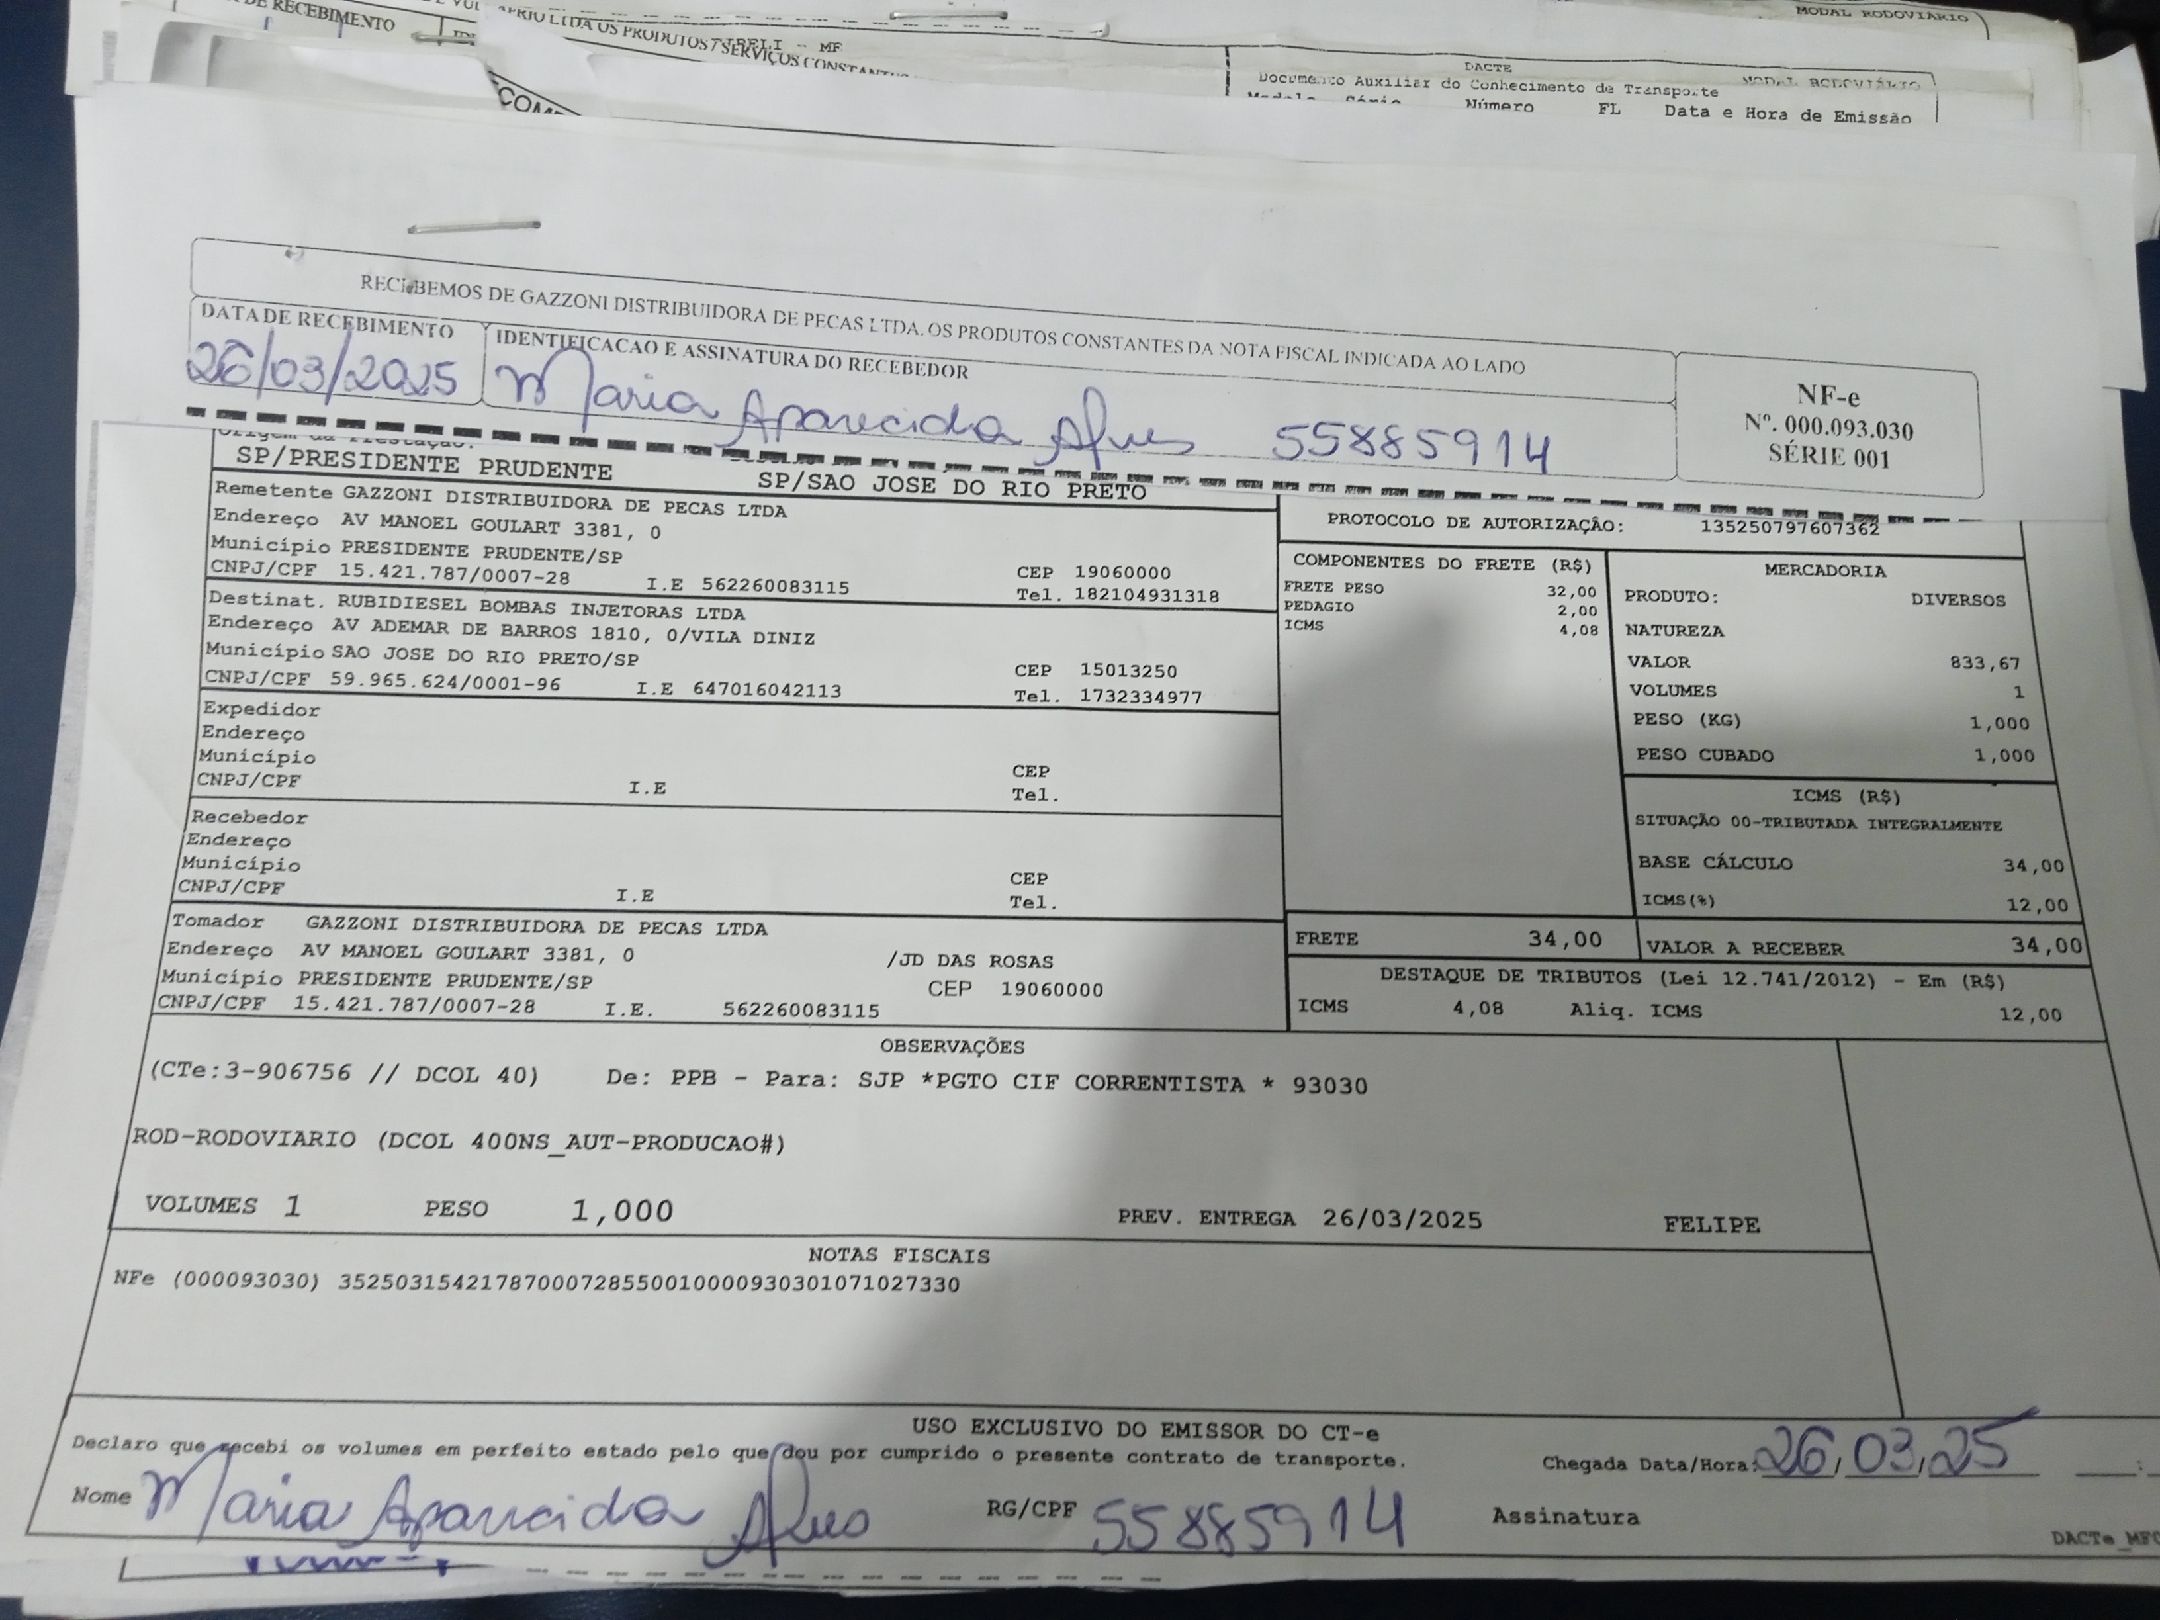 DE RECEBIMENTO
OS PRODUTOS / SERVIÇOS
MODAL RODOVIÁRIO
DACTE
MODAL RODOVIÁRIO
Documento Auxiliar do Conhecimento de Transporte
Número FL Data e Hora de Emissão
RECEBEMOS DE GAZZONI DISTRIBUIDORA DE PECAS LTDA. OS PRODUTOS CONSTANTES DA NOTA FISCAL INDICADA AO LADO
DATA DE RECEBIMENTO
IDENTIFICACAO E ASSINATURA DO RECEBEDOR
26/03/2025 Maria Aparecida Alves 55885914
NF-e
Nº. 000.093.030
SÉRIE 001
SP/PRESIDENTE PRUDENTE SP/SAO JOSE DO RIO PRETO
Remetente GAZZONI DISTRIBUIDORA DE PECAS LTDA
Endereço AV MANOEL GOULART 3381, 0
Município PRESIDENTE PRUDENTE/SP CEP 19060000
CNPJ/CPF 15.421.787/0007-28 I.E 562260083115 Tel. 182104931318
Destinat. RUBIDIESEL BOMBAS INJETORAS LTDA
Endereço AV ADEMAR DE BARROS 1810, 0/VILA DINIZ
Município SAO JOSE DO RIO PRETO/SP CEP 15013250
CNPJ/CPF 59.965.624/0001-96 I.E 647016042113 Tel. 1732334977
Expedidor
Endereço
Município CEP
CNPJ/CPF I.E Tel.
Recebedor
Endereço
Município CEP
CNPJ/CPF I.E Tel.
Tomador GAZZONI DISTRIBUIDORA DE PECAS LTDA
Endereço AV MANOEL GOULART 3381, 0 /JD DAS ROSAS
Município PRESIDENTE PRUDENTE/SP CEP 19060000
CNPJ/CPF 15.421.787/0007-28 I.E. 562260083115
PROTOCOLO DE AUTORIZAÇÃO: 135250797607362
COMPONENTES DO FRETE (R$)
FRETE PESO 32,00
PEDAGIO 2,00
ICMS 4,08
MERCADORIA
PRODUTO: DIVERSOS
NATUREZA
VALOR 833,67
VOLUMES 1
PESO (KG) 1,000
PESO CUBADO 1,000
ICMS (R$)
SITUAÇÃO 00-TRIBUTADA INTEGRALMENTE
BASE CÁLCULO 34,00
ICMS(%) 12,00
FRETE 34,00 VALOR A RECEBER 34,00
DESTAQUE DE TRIBUTOS (Lei 12.741/2012) - Em (R$)
ICMS 4,08 Aliq. ICMS 12,00
OBSERVAÇÕES
(CTe:3-906756 // DCOL 40) De: PPB - Para: SJP *PGTO CIF CORRENTISTA * 93030
ROD-RODOVIARIO (DCOL 400NS_AUT-PRODUCAO#)
VOLUMES 1 PESO 1,000 PREV. ENTREGA 26/03/2025 FELIPE
NOTAS FISCAIS
NFe (000093030) 35250315421787000728550010000930301071027330
USO EXCLUSIVO DO EMISSOR DO CT-e
Declaro que recebi os volumes em perfeito estado pelo que dou por cumprido o presente contrato de transporte. Chegada Data/Hora: 26/03/25
Nome Maria Aparecida Alves RG/CPF 55885914 Assinatura